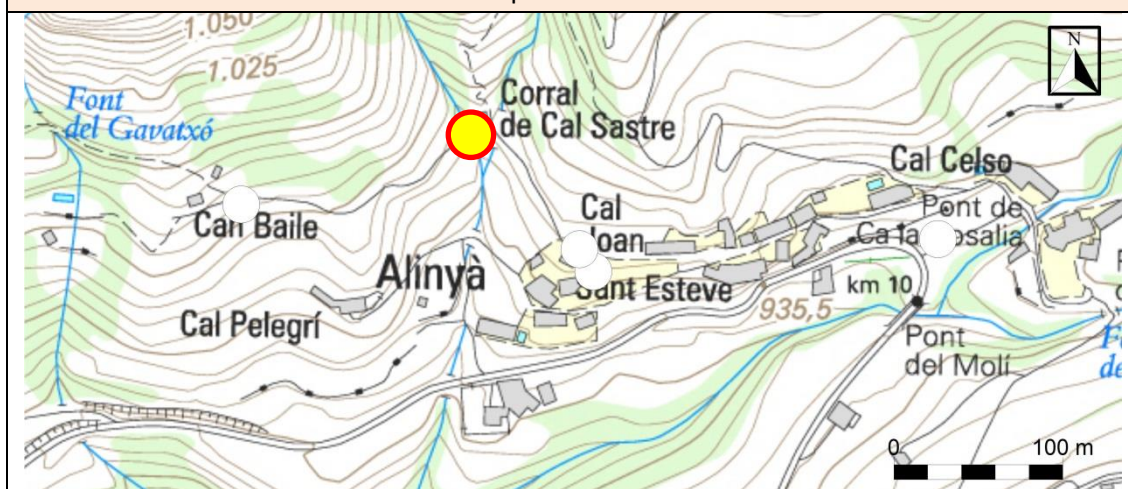 1.050
1.025
N
Font
del Gavatxó
Corral
de Cal Sastre
Cal Celso
Can Baile
Cal
Joan
Pont de
Alinyà
Sant Esteve
km 10
935,5
Cal Pelegrí
Pont
del Molí
0 100 m